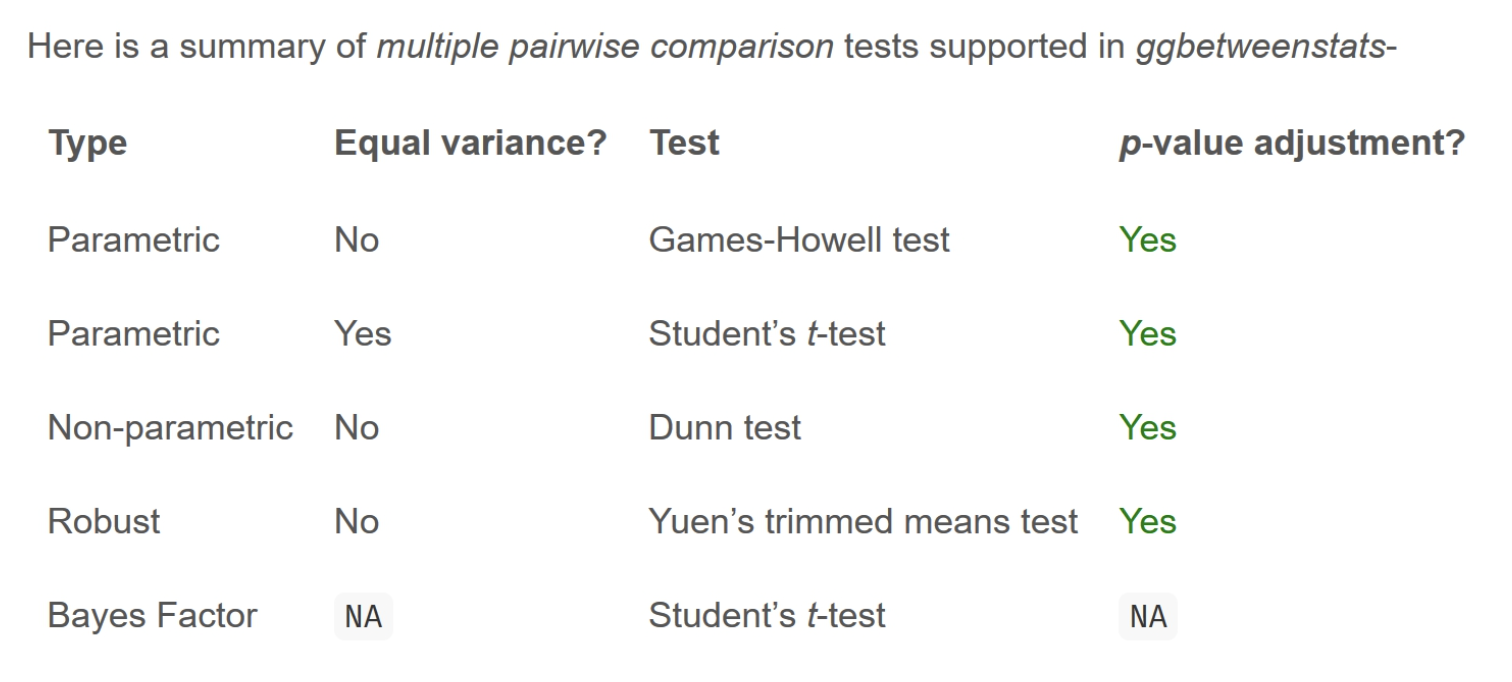 Here is a summary of multiple pairwise comparison tests supported in ggbetweenstats-
Type Equal variance? Test p-value adjustment?
Parametric No Games-Howell test Yes
Parametric Yes Student’s t-test Yes
Non-parametric No Dunn test Yes
Robust No Yuen’s trimmed means test Yes
Bayes Factor NA Student’s t-test NA